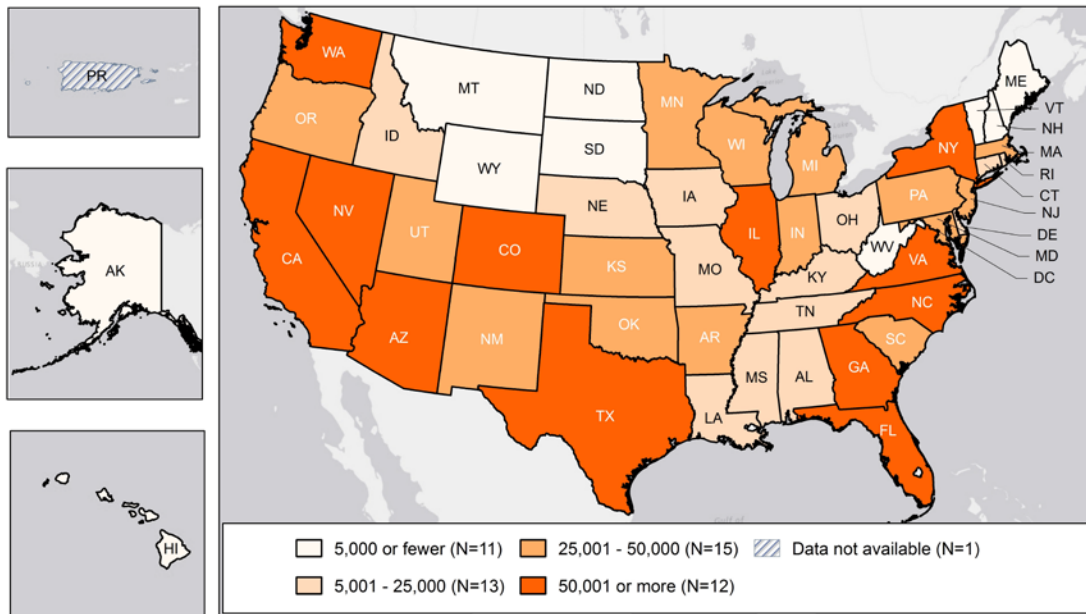 PR
AK
HI
WA
OR
CA
NV
ID
MT
WY
UT
AZ
CO
NM
ND
SD
NE
KS
OK
TX
MN
IA
MO
AR
LA
WI
IL
MI
IN
OH
KY
TN
MS
AL
GA
FL
SC
NC
VA
WV
PA
NY
ME
VT
NH
MA
RI
CT
NJ
DE
MD
DC
5,000 or fewer (N=11)
25,001 - 50,000 (N=15)
Data not available (N=1)
5,001 - 25,000 (N=13)
50,001 or more (N=12)